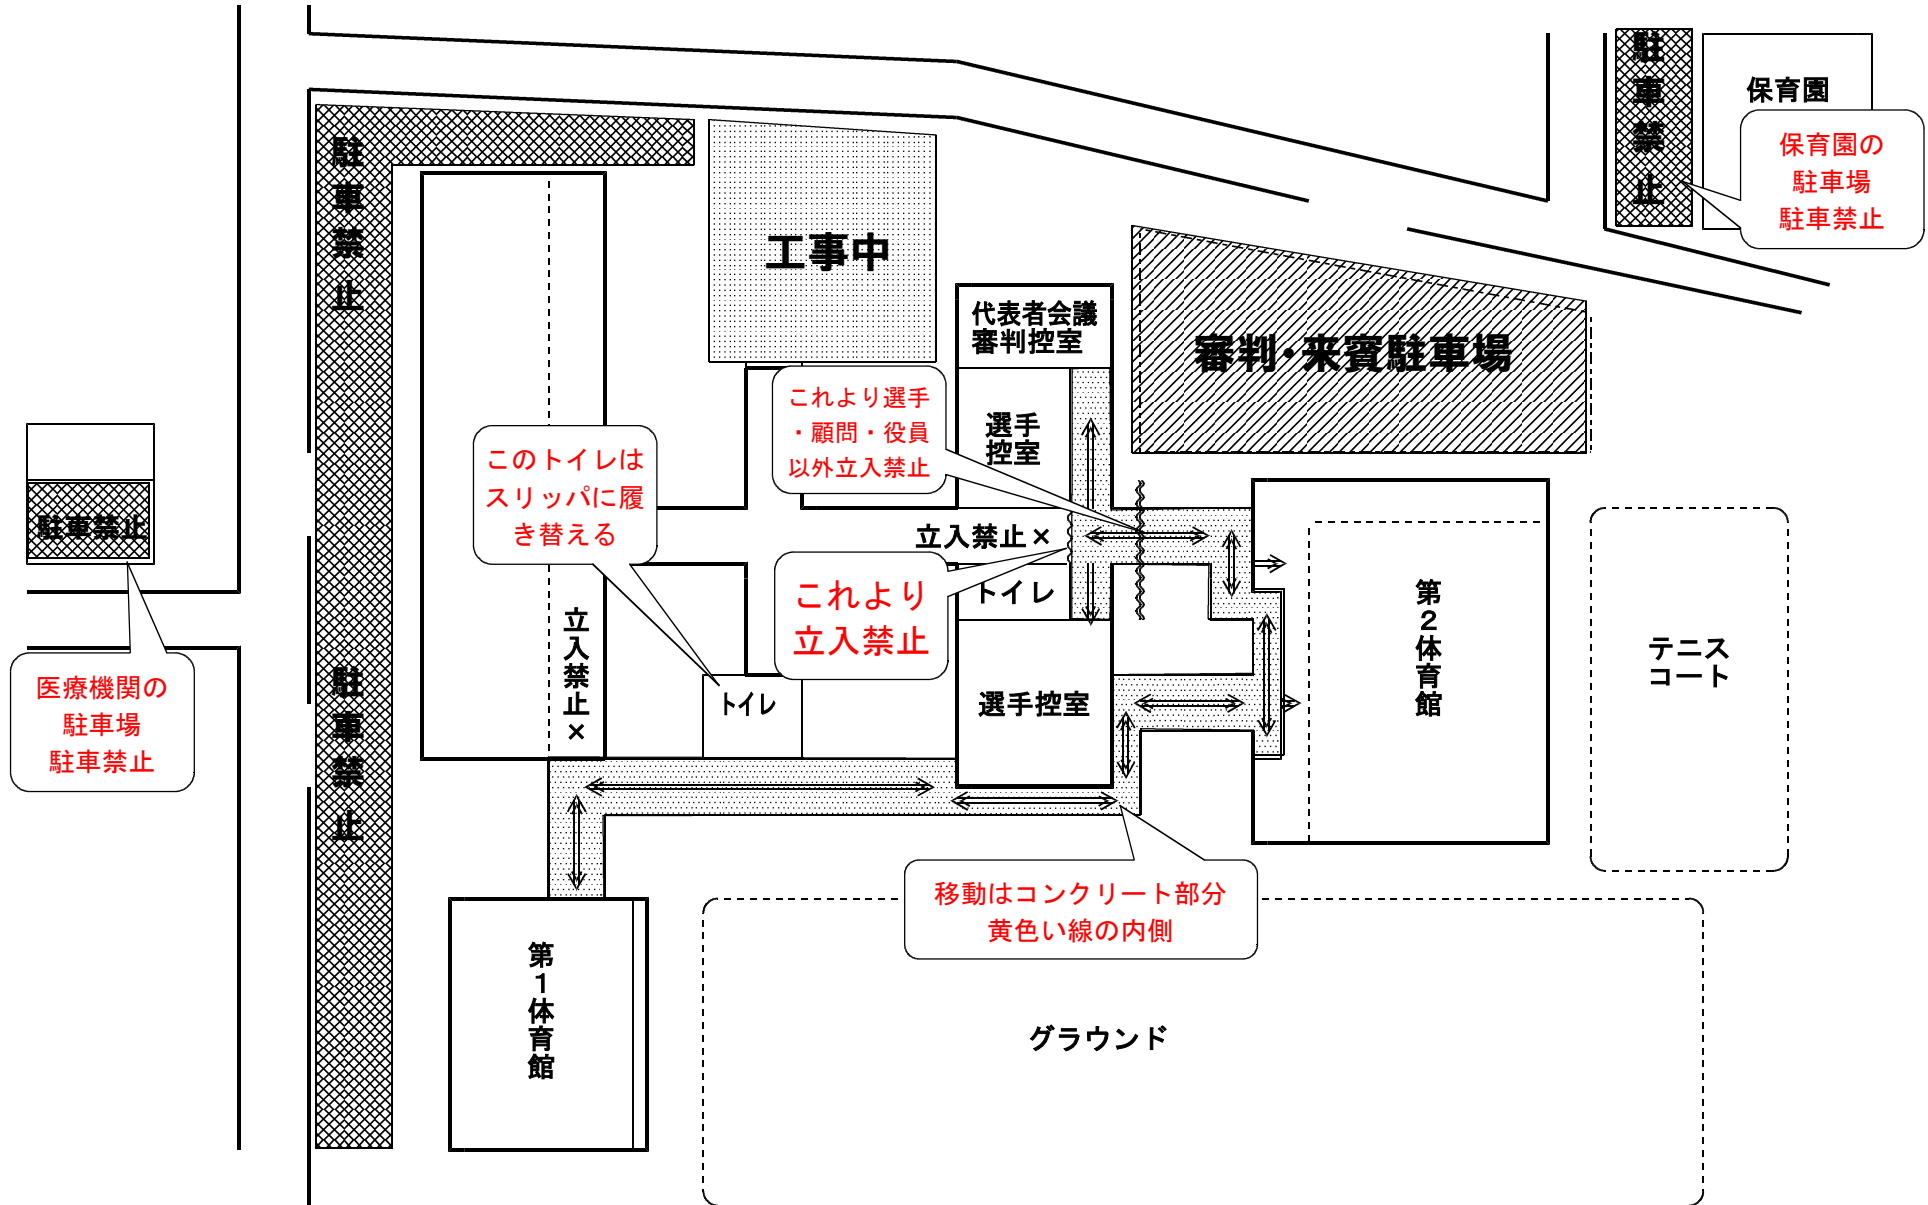 駐車禁止
保育園
保育園の
駐車場
駐車禁止
駐車禁止
工事中
代表者会議
審判控室
審判・来賓駐車場
これより選手
・顧問・役員
以外立入禁止
選手
控室
このトイレは
スリッパに履
き替える
駐車禁止
立入禁止×
トイレ
これより
立入禁止
立入禁止×
第2体育館
テニス
コート
医療機関の
駐車場
駐車禁止
駐車禁止
トイレ
選手控室
移動はコンクリート部分
黄色い線の内側
第1体育館
グラウンド